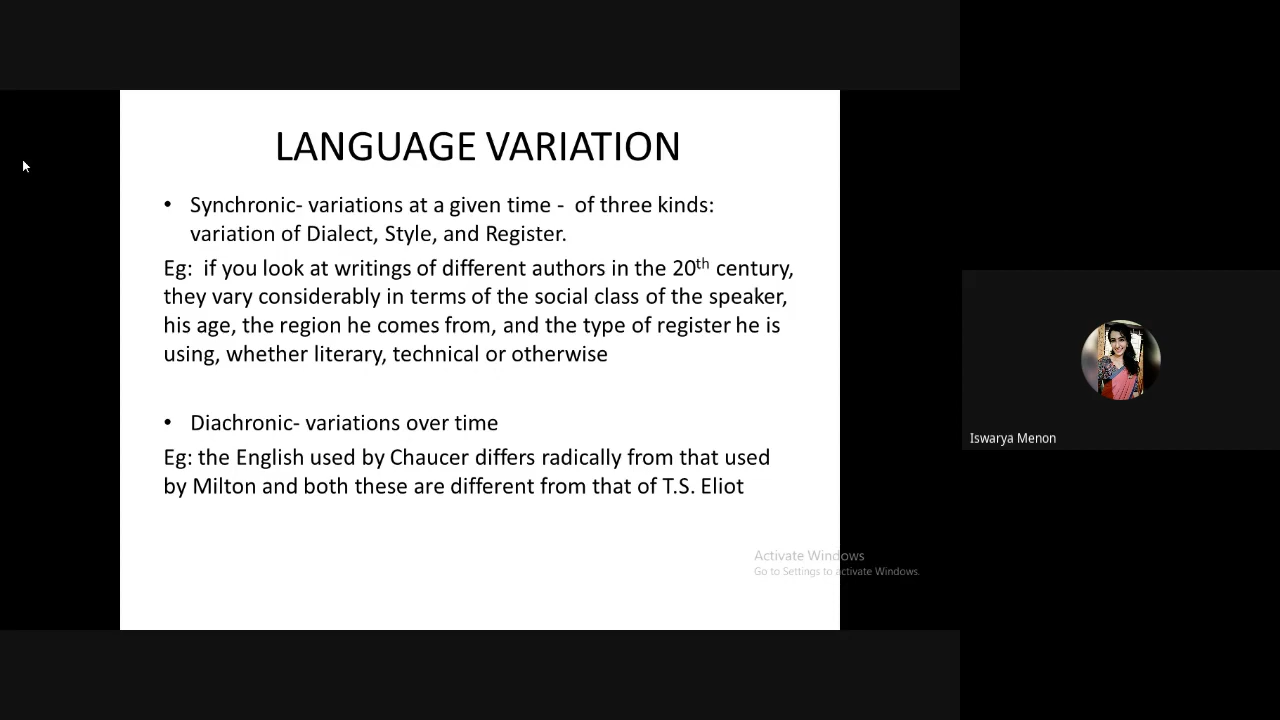 LANGUAGE VARIATION
• Synchronic- variations at a given time - of three kinds:
variation of Dialect, Style, and Register.
Eg: if you look at writings of different authors in the 20th century,
they vary considerably in terms of the social class of the speaker,
his age, the region he comes from, and the type of register he is
using, whether literary, technical or otherwise
• Diachronic- variations over time
Eg: the English used by Chaucer differs radically from that used
by Milton and both these are different from that of T.S. Eliot
Activate Windows
Go to Settings to activate Windows.
Iswarya Menon